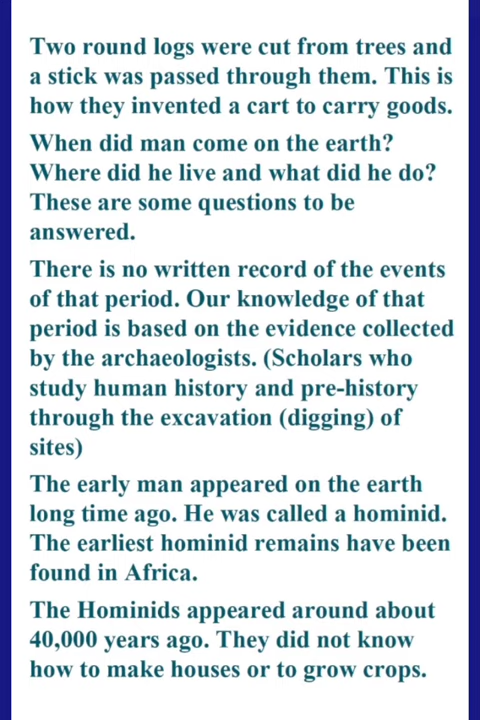 Two round logs were cut from trees and
a stick was passed through them. This is
how they invented a cart to carry goods.
When did man come on the earth?
Where did he live and what did he do?
These are some questions to be
answered.
There is no written record of the events
of that period. Our knowledge of that
period is based on the evidence collected
by the archaeologists. (Scholars who
study human history and pre-history
through the excavation (digging) of
sites)
The early man appeared on the earth
long time ago. He was called a hominid.
The earliest hominid remains have been
found in Africa.
The Hominids appeared around about
40,000 years ago. They did not know
how to make houses or to grow crops.